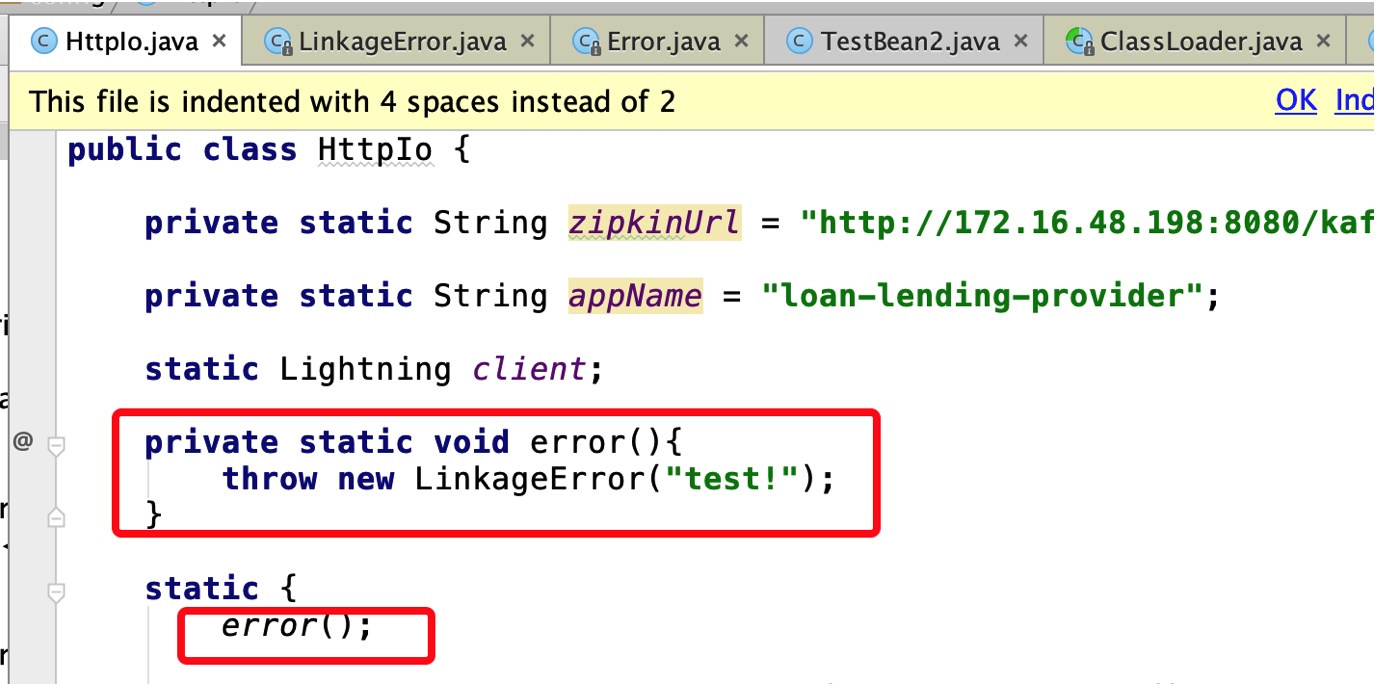 HttpIo.java × LinkageError.java × Error.java × TestBean2.java × ClassLoader.java ×
This file is indented with 4 spaces instead of 2 OK Ind
public class HttpIo {
private static String zipkinUrl = "http://172.16.48.198:8080/kaf
private static String appName = "loan-lending-provider";
static Lightning client;
@ private static void error(){
throw new LinkageError("test!");
}
static {
error();